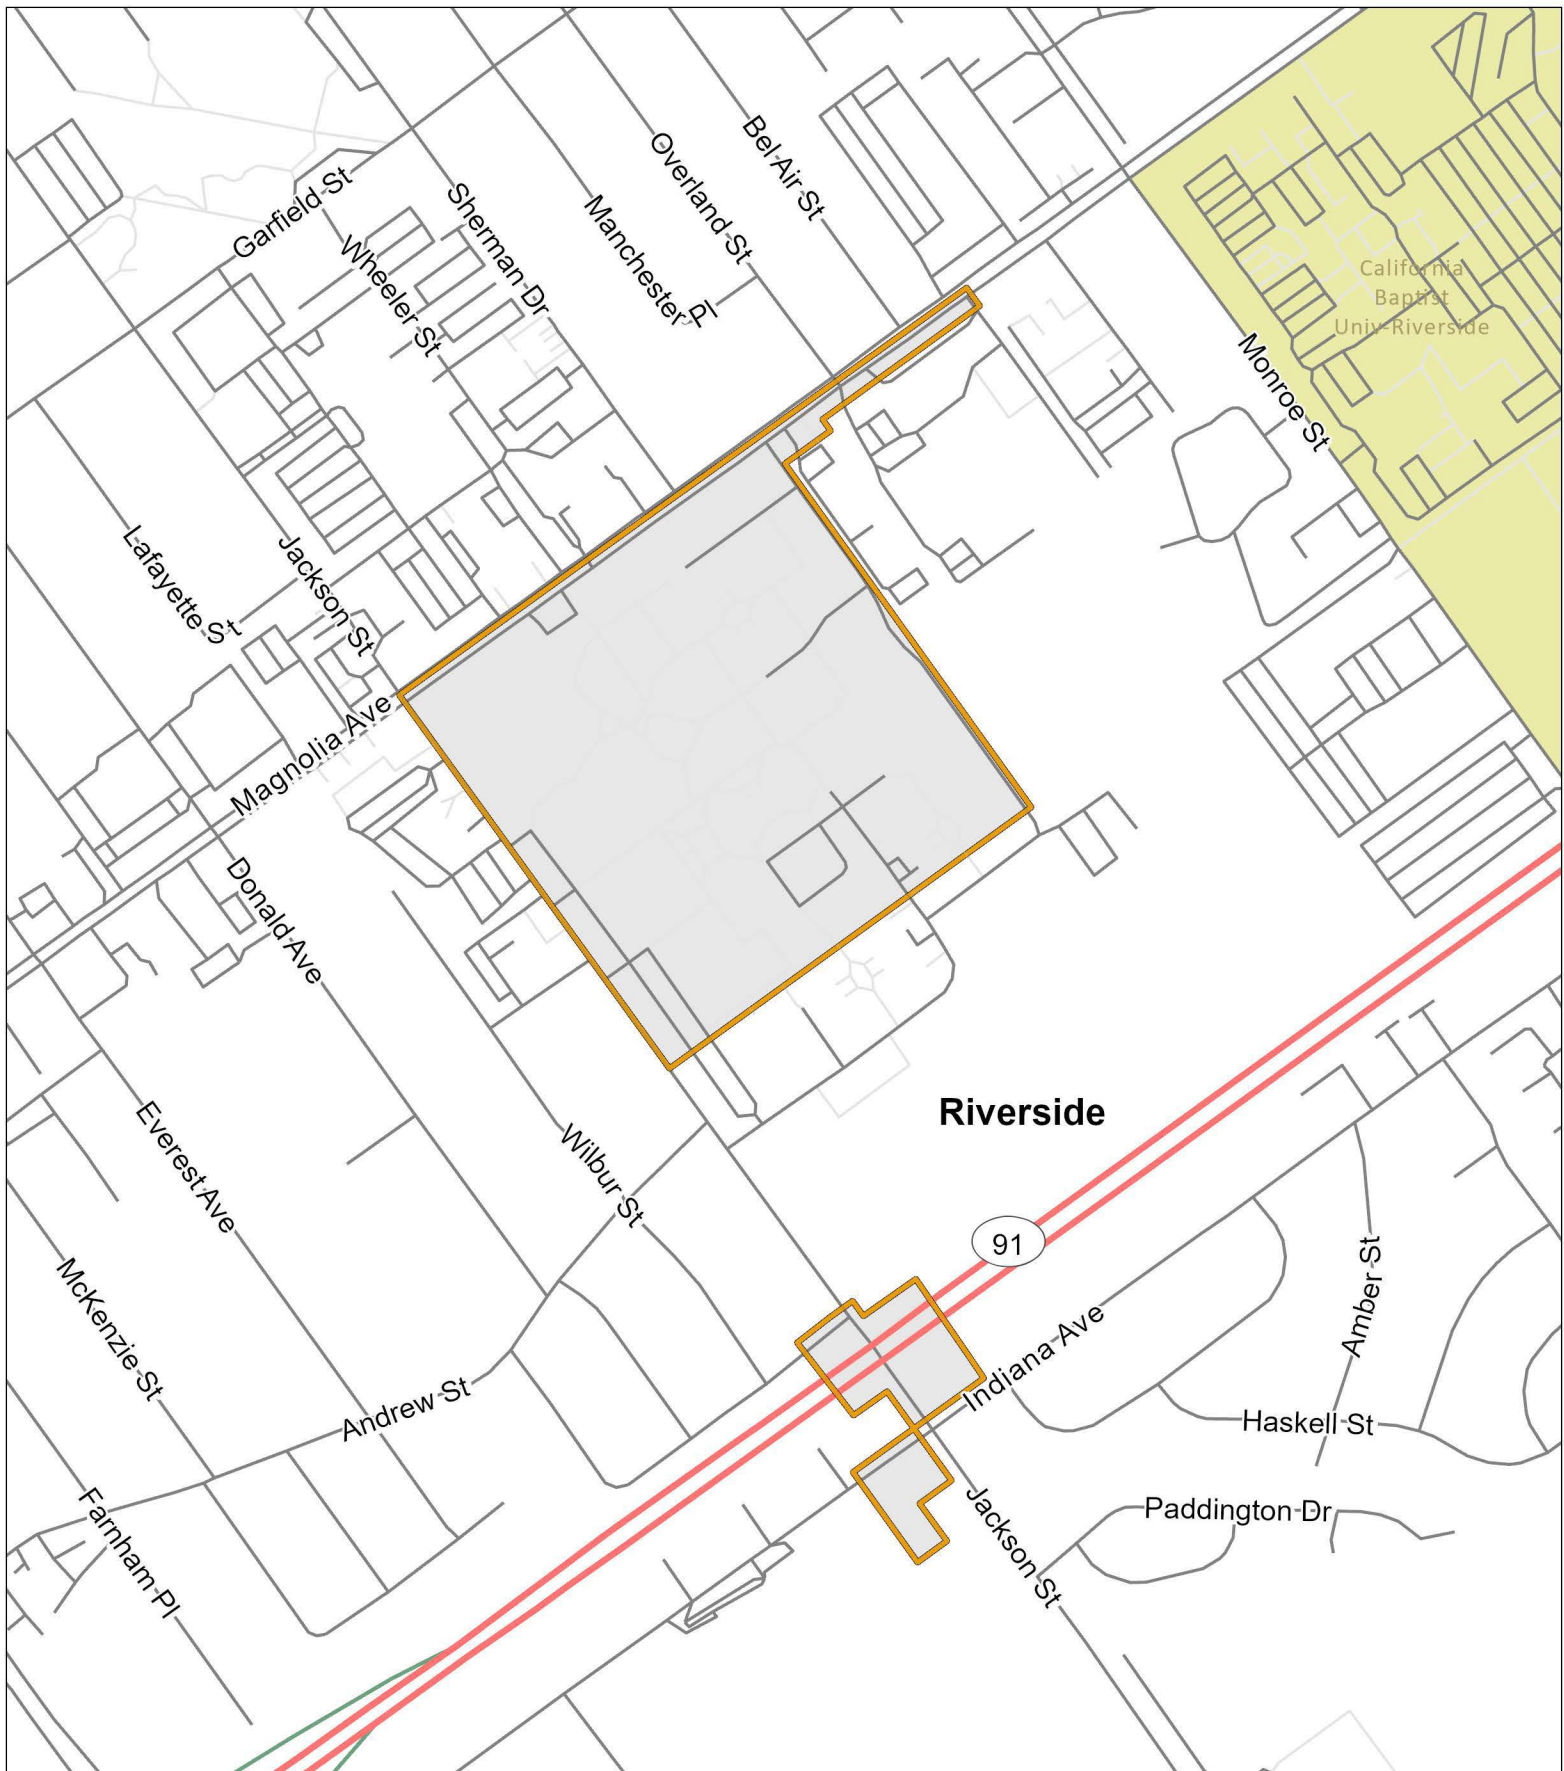 Bel Air St
Overland St
Garfield St
Sherman Dr
Manchester Pl
Wheeler St
California
Baptist
Univ-Riverside
Monroe St
Lafayette St
Jackson St
Magnolia Ave
Donald Ave
Riverside
Everest Ave
Wilbur St
91
Amber St
McKenzie St
Indiana Ave
Andrew St
Haskell St
Farnham Pl
Jackson St
Paddington Dr